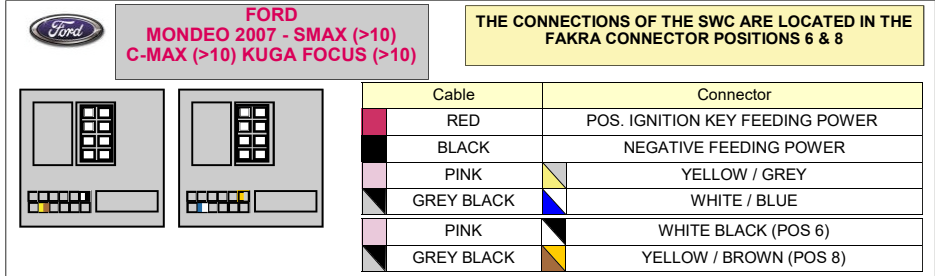 Ford
FORD
MONDEO 2007 - SMAX (>10)
C-MAX (>10) KUGA FOCUS (>10)
THE CONNECTIONS OF THE SWC ARE LOCATED IN THE
FAKRA CONNECTOR POSITIONS 6 & 8
Cable Connector
RED POS. IGNITION KEY FEEDING POWER
BLACK NEGATIVE FEEDING POWER
PINK YELLOW / GREY
GREY BLACK WHITE / BLUE
PINK WHITE BLACK (POS 6)
GREY BLACK YELLOW / BROWN (POS 8)